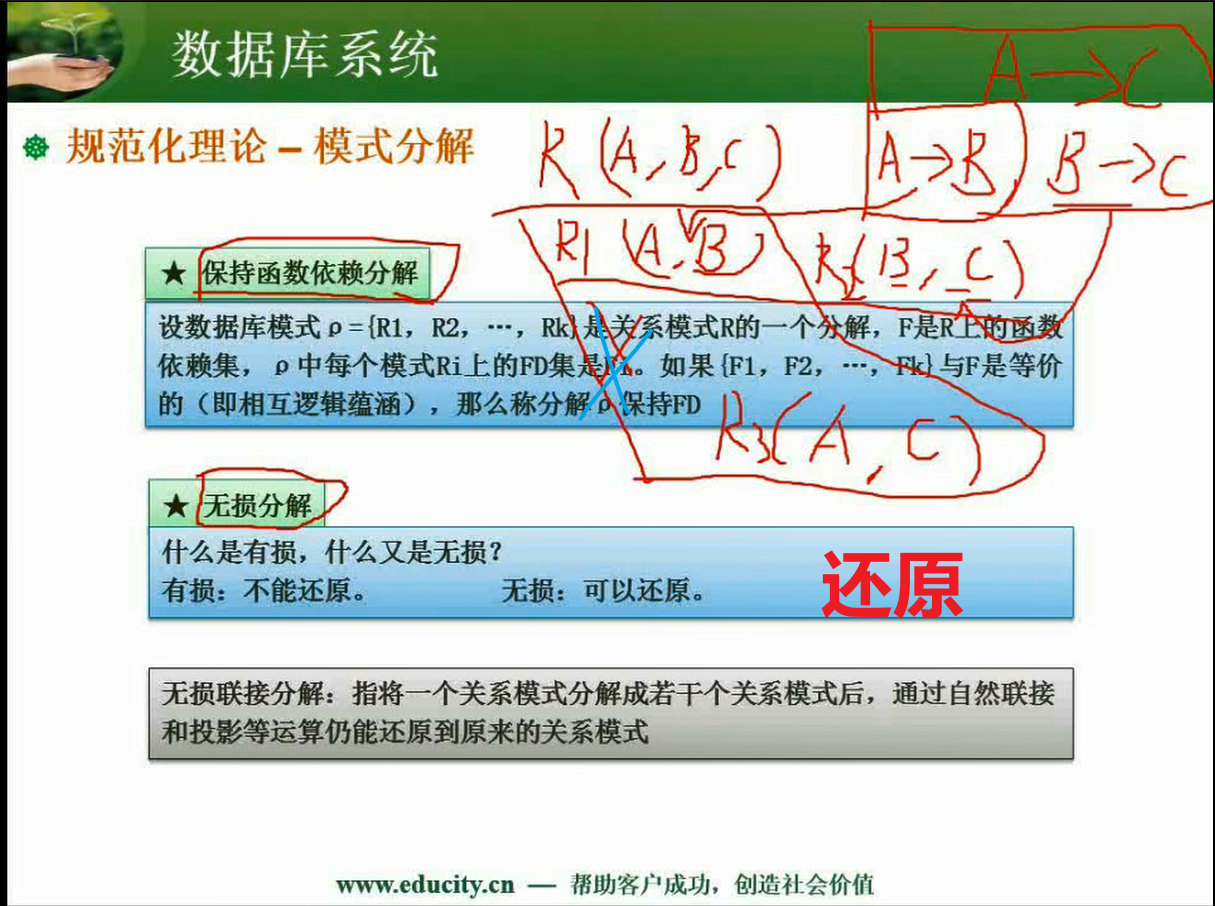 数据库系统
A→C
规范化理论－模式分解
R(A,B,C)
A→B
B→C
R1(A,B)
R2(B,C)
★ 保持函数依赖分解
设数据库模式ρ={R1，R2，…，Rk}是关系模式R的一个分解，F是R上的函数
依赖集，ρ中每个模式Ri上的FD集是Fi。如果{F1，F2，…，Fk}与F是等价
的（即相互逻辑蕴涵），那么称分解ρ保持FD
R3(A,C)
★ 无损分解
什么是有损，什么又是无损？
有损：不能还原。 无损：可以还原。
还原
无损联接分解：指将一个关系模式分解成若干个关系模式后，通过自然联接
和投影等运算仍能还原到原来的关系模式
www.educity.cn — 帮助客户成功，创造社会价值